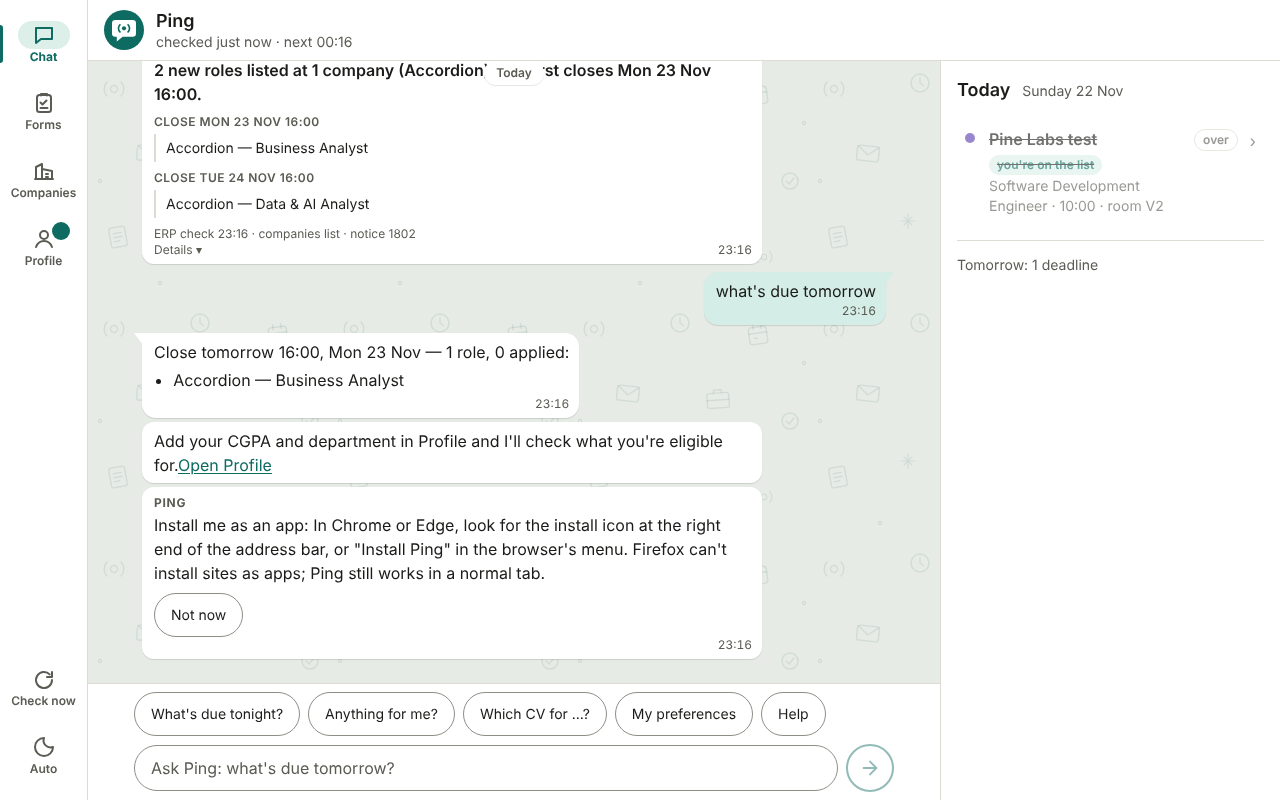 Ping
checked just now · next 00:16
Chat
Forms
Companies
Profile
Check now
Auto
2 new roles listed at 1 company (Accordion) st closes Mon 23 Nov
16:00.
Today
CLOSE MON 23 NOV 16:00
Accordion — Business Analyst
CLOSE TUE 24 NOV 16:00
Accordion — Data & AI Analyst
ERP check 23:16 · companies list · notice 1802
Details ▾
23:16
what's due tomorrow
23:16
Close tomorrow 16:00, Mon 23 Nov — 1 role, 0 applied:
• Accordion — Business Analyst
23:16
Add your CGPA and department in Profile and I'll check what you're eligible
for.Open Profile
PING
Install me as an app: In Chrome or Edge, look for the install icon at the right
end of the address bar, or "Install Ping" in the browser's menu. Firefox can't
install sites as apps; Ping still works in a normal tab.
Not now
23:16
What's due tonight?
Anything for me?
Which CV for ...?
My preferences
Help
Ask Ping: what's due tomorrow?
Today Sunday 22 Nov
Pine Labs test
over
you're on the list
Software Development
Engineer · 10:00 · room V2
Tomorrow: 1 deadline